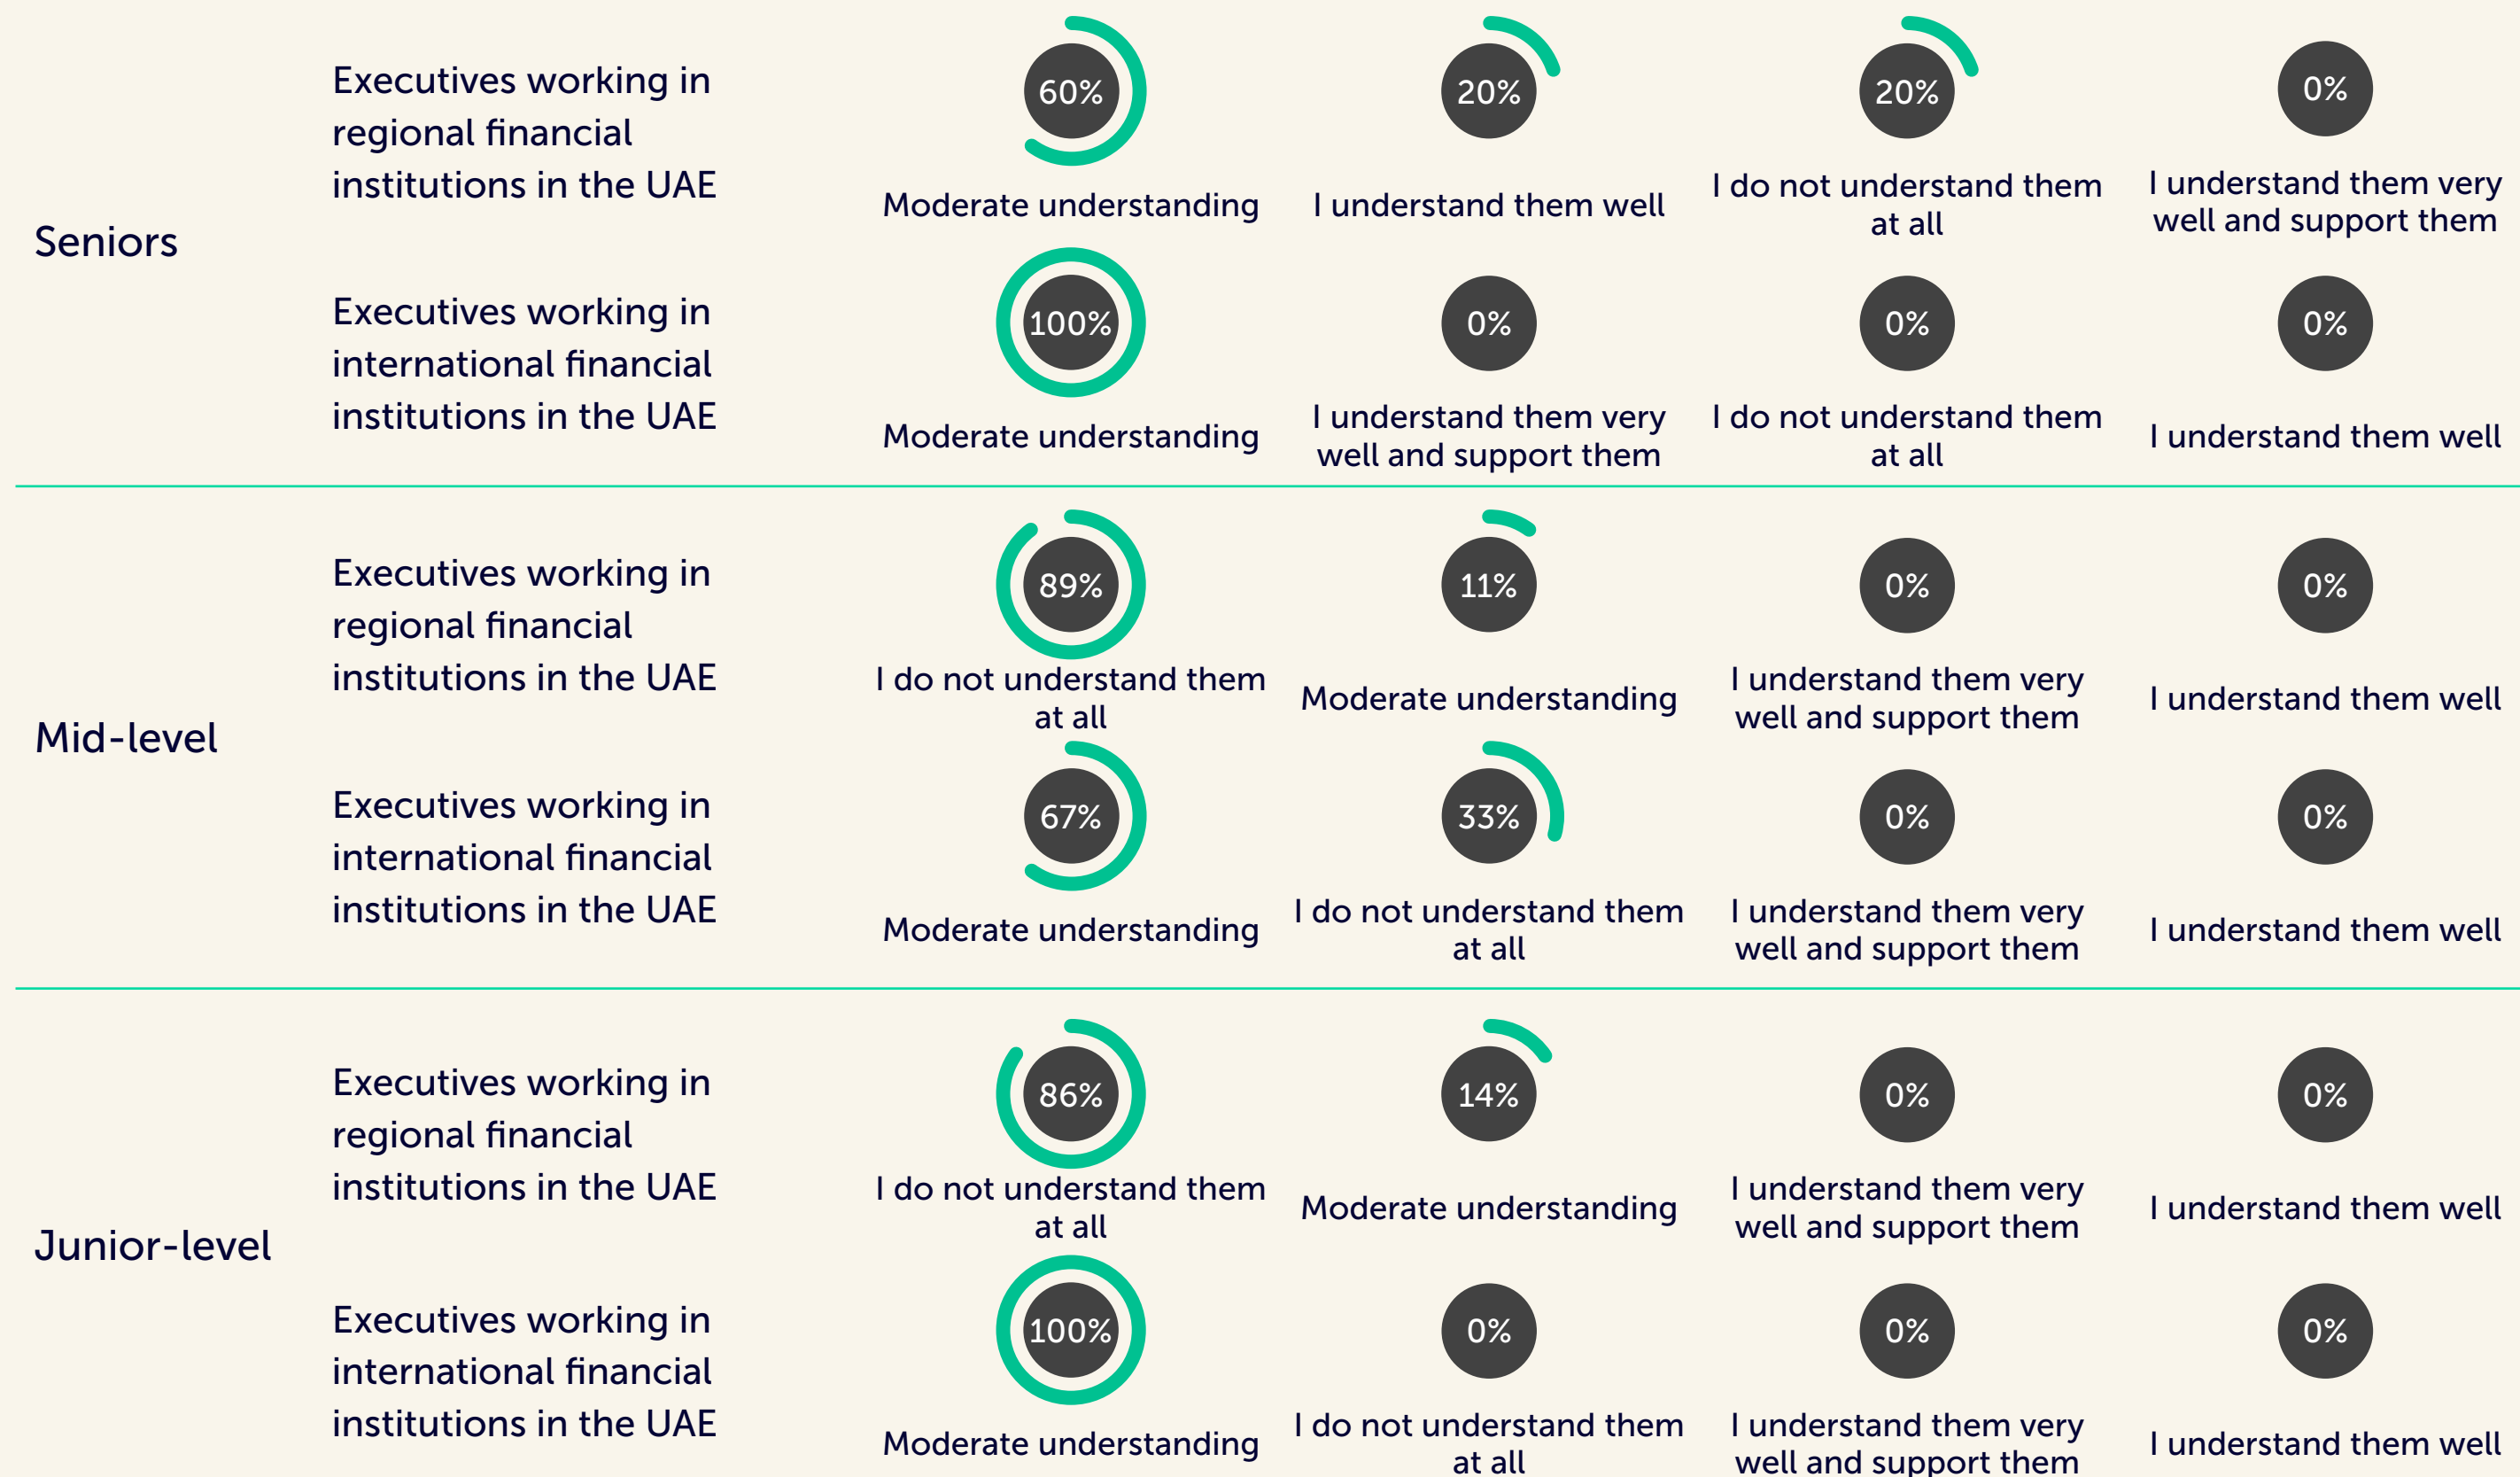 Seniors
Executives working in
regional financial
institutions in the UAE
60%
Moderate understanding
20%
I understand them well
20%
I do not understand them
at all
0%
I understand them very
well and support them
Executives working in
international financial
institutions in the UAE
100%
Moderate understanding
0%
I understand them very
well and support them
0%
I do not understand them
at all
0%
I understand them well
Mid-level
Executives working in
regional financial
institutions in the UAE
89%
I do not understand them
at all
11%
Moderate understanding
0%
I understand them very
well and support them
0%
I understand them well
Executives working in
international financial
institutions in the UAE
67%
Moderate understanding
33%
I do not understand them
at all
0%
I understand them very
well and support them
0%
I understand them well
Junior-level
Executives working in
regional financial
institutions in the UAE
86%
I do not understand them
at all
14%
Moderate understanding
0%
I understand them very
well and support them
0%
I understand them well
Executives working in
international financial
institutions in the UAE
100%
Moderate understanding
0%
I do not understand them
at all
0%
I understand them very
well and support them
0%
I understand them well